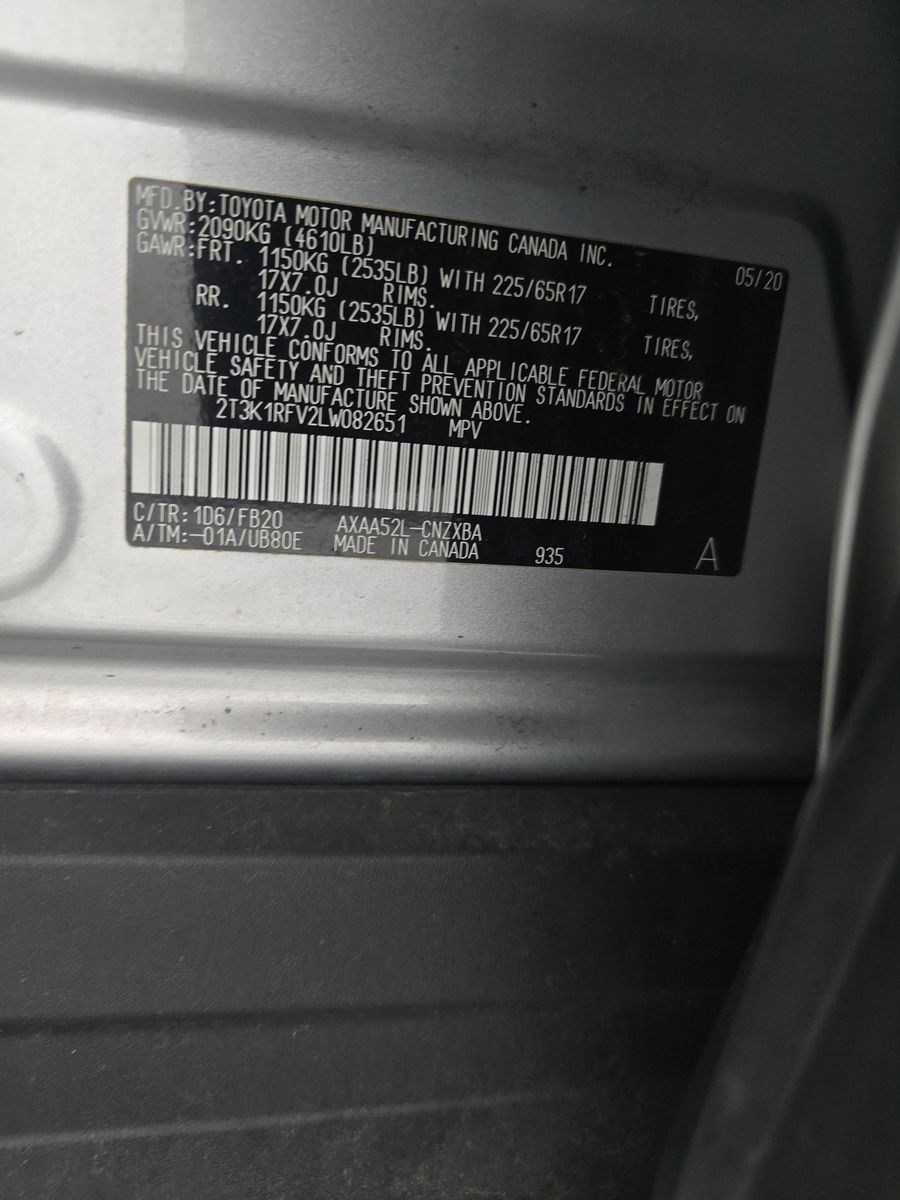 MFD.BY:TOYOTA MOTOR MANUFACTURING CANADA INC. 05/20
GVWR:2090KG (4610LB)
GAWR:FRT. 1150KG (2535LB) WITH 225/65R17 TIRES,
17X7.0J RIMS.
RR. 1150KG (2535LB) WITH 225/65R17 TIRES,
17X7.0J RIMS.
THIS VEHICLE CONFORMS TO ALL APPLICABLE FEDERAL MOTOR
VEHICLE SAFETY AND THEFT PREVENTION STANDARDS IN EFFECT ON
THE DATE OF MANUFACTURE SHOWN ABOVE.
2T3K1RFV2LW082651 MPV
C/TR: 1D6/FB20 AXAA52L-CNZXBA
A/TM:-01A/UB80E MADE IN CANADA 935 A